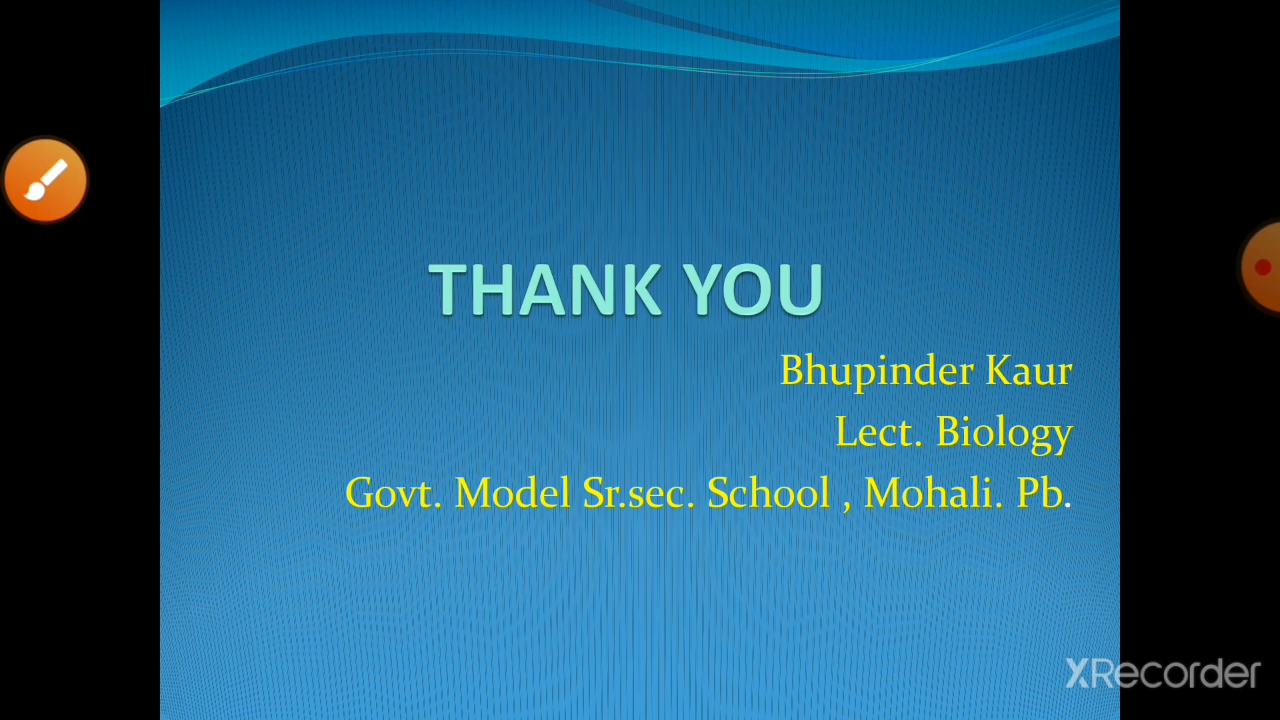 THANK YOU
Bhupinder Kaur
Lect. Biology
Govt. Model Sr.sec. School , Mohali. Pb.
XRecorder